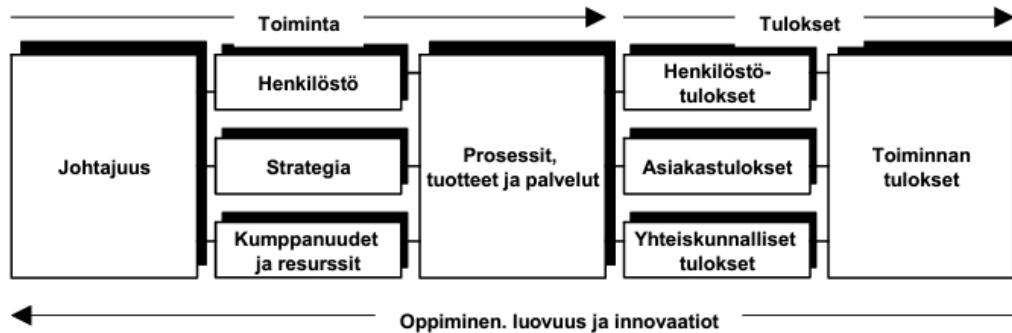 Toiminta
Tulokset
Johtajuus
Henkilöstö
Strategia
Kumppanuudet
ja resurssit
Prosessit,
tuotteet ja palvelut
Henkilöstö-
tulokset
Asiakastulokset
Yhteiskunnalliset
tulokset
Toiminnan
tulokset
Oppiminen. luovuus ja innovaatiot